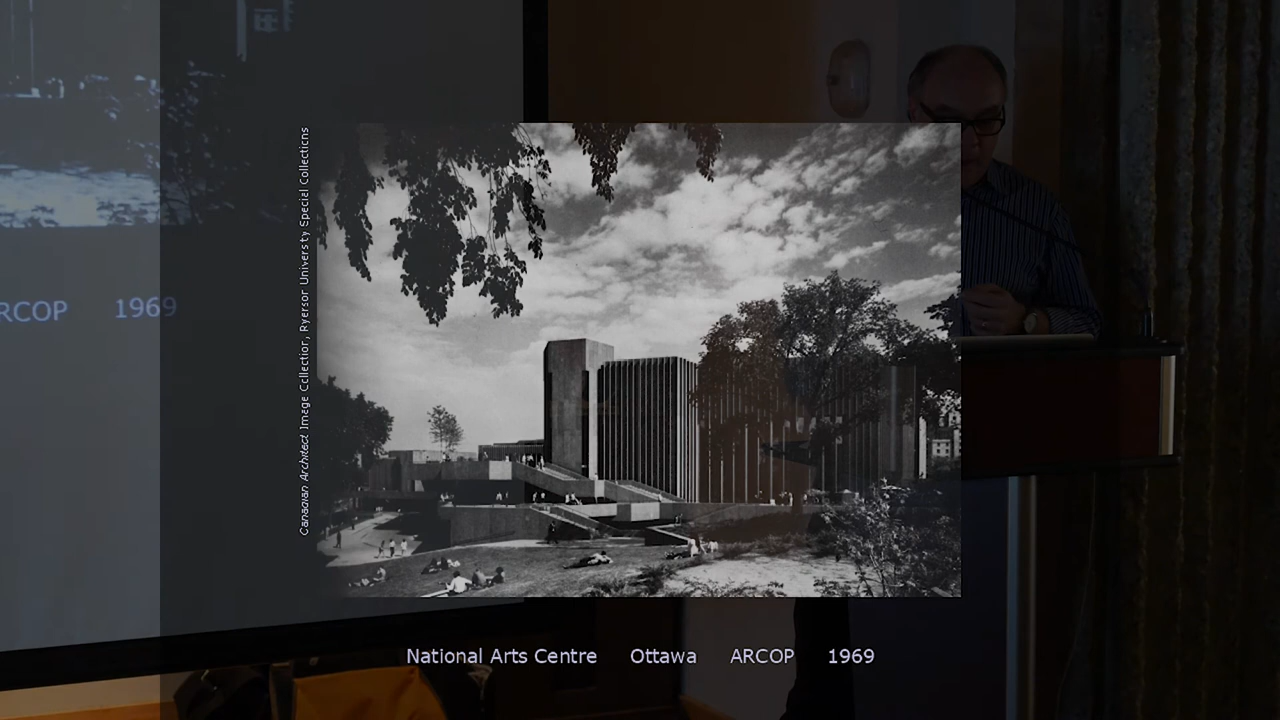 Canadian Architect Image Collection, Ryerson University Special Collections
RCOP 1969
National Arts Centre Ottawa ARCOP 1969